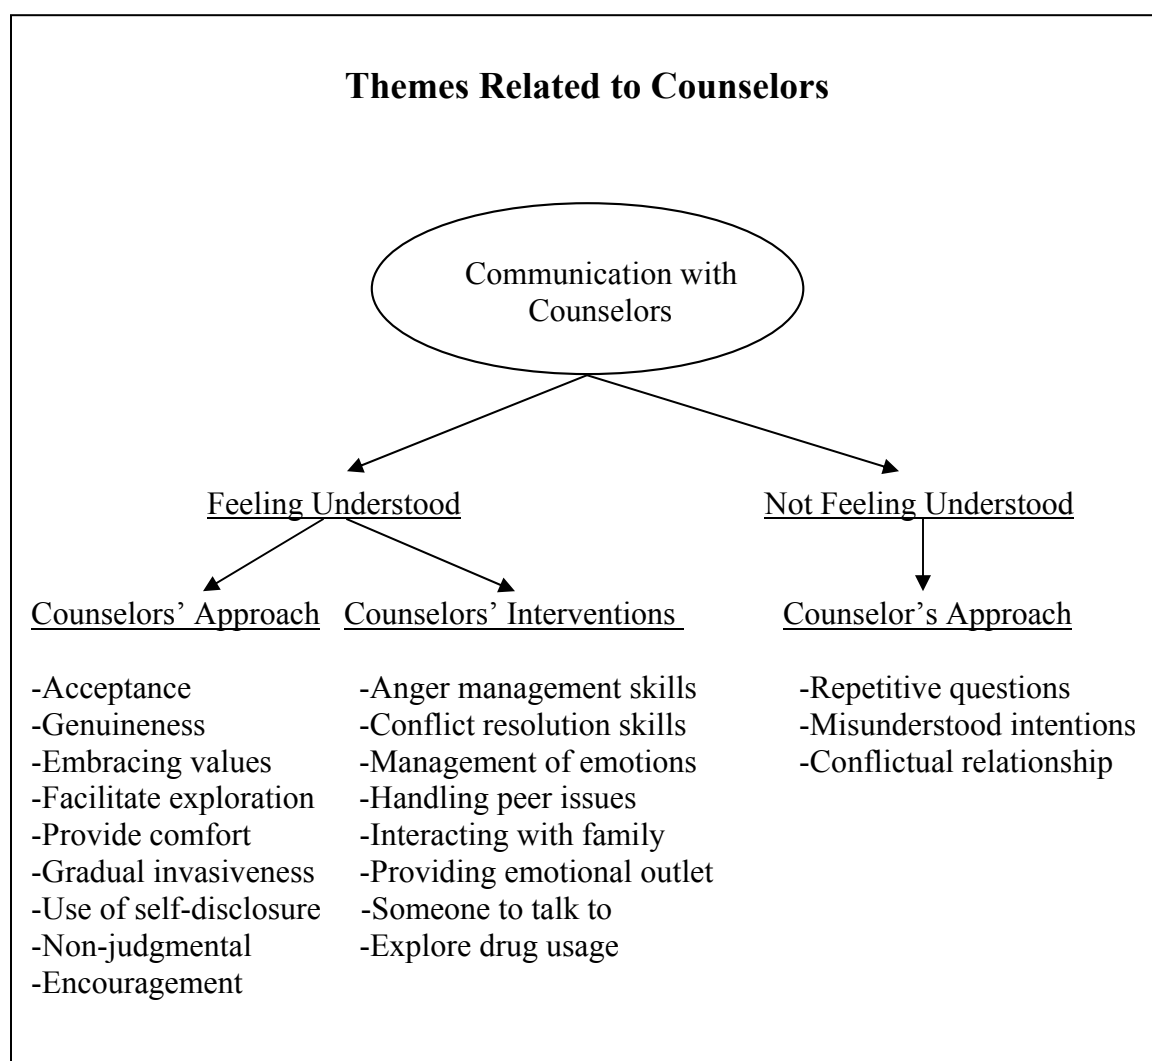 Themes Related to Counselors
Communication with
Counselors
Feeling Understood
Not Feeling Understood
Counselors’ Approach
-Acceptance
-Genuineness
-Embracing values
-Facilitate exploration
-Provide comfort
-Gradual invasiveness
-Use of self-disclosure
-Non-judgmental
-Encouragement
Counselors’ Interventions
-Anger management skills
-Conflict resolution skills
-Management of emotions
-Handling peer issues
-Interacting with family
-Providing emotional outlet
-Someone to talk to
-Explore drug usage
Counselor’s Approach
-Repetitive questions
-Misunderstood intentions
-Conflictual relationship